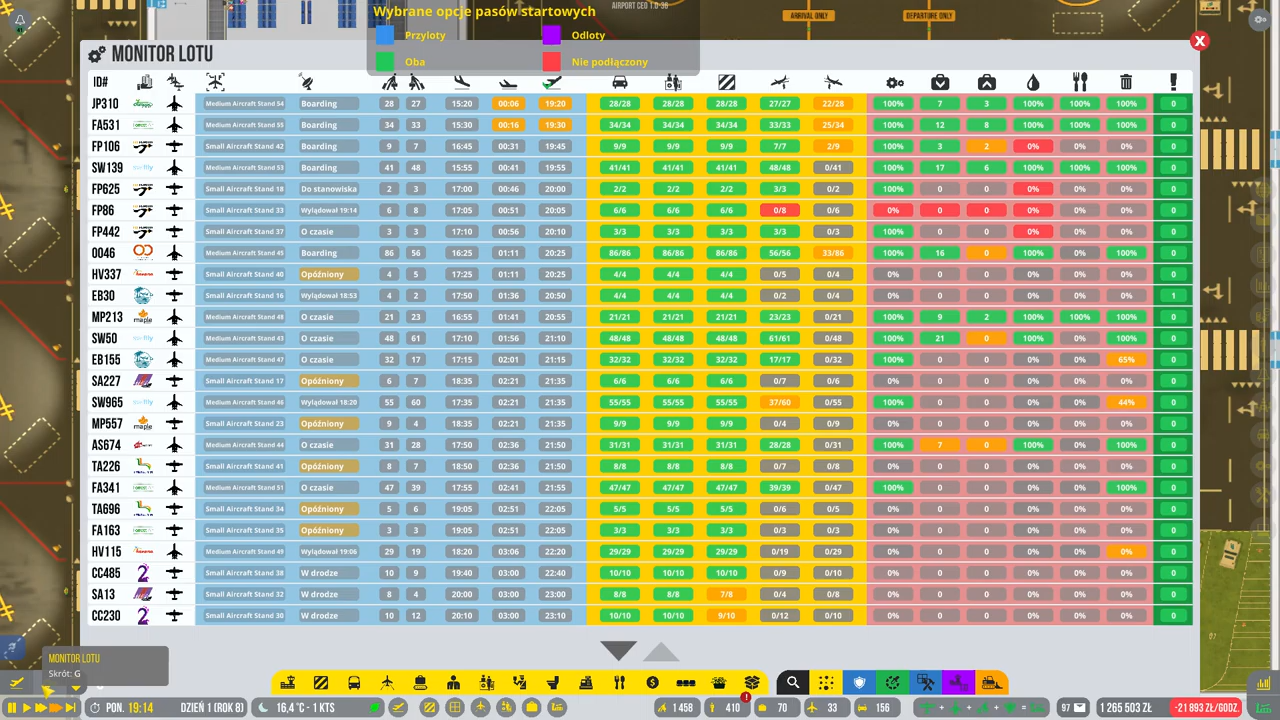 AIRPORT CEO 1.0-36
ARRIVAL ONLY
DEPARTURE ONLY
Wybrane opcje pasów startowych
Przyloty Odloty
Oba Nie podłączony
MONITOR LOTU
ID#
JP310 Medium Aircraft Stand 54 Boarding 28 27 15:20 00:06 19:20 28/28 28/28 28/28 27/27 22/28 100% 7 3 100% 100% 100% 0
FA531 Medium Aircraft Stand 55 Boarding 34 33 15:30 00:16 19:30 34/34 34/34 34/34 33/33 25/34 100% 12 8 100% 100% 100% 0
FP106 Small Aircraft Stand 42 Boarding 9 7 16:45 00:31 19:45 9/9 9/9 9/9 7/7 2/9 100% 3 2 0% 0% 0% 0
SW139 Medium Aircraft Stand 53 Boarding 41 48 15:55 00:41 19:55 41/41 41/41 41/41 48/48 0/41 100% 17 6 100% 100% 100% 0
FP625 Small Aircraft Stand 18 Do stanowiska 2 3 17:00 00:46 20:00 2/2 2/2 2/2 3/3 0/2 100% 0 0 0% 0% 0% 0
FP86 Small Aircraft Stand 33 Wylądował 19:14 6 8 17:05 00:51 20:05 6/6 6/6 6/6 0/8 0/6 0% 0 0 0% 0% 0% 0
FP442 Small Aircraft Stand 37 O czasie 3 3 17:10 00:56 20:10 3/3 3/3 3/3 3/3 0/3 100% 0 0 0% 0% 0% 0
OO46 Medium Aircraft Stand 45 Boarding 86 56 16:25 01:11 20:25 86/86 86/86 86/86 56/56 33/86 100% 16 0 100% 0% 100% 0
HV337 Small Aircraft Stand 40 Opóźniony 4 5 17:25 01:11 20:25 4/4 4/4 4/4 0/5 0/4 0% 0 0 0% 0% 0% 0
EB30 Small Aircraft Stand 16 Wylądował 18:53 4 2 17:50 01:36 20:50 4/4 4/4 4/4 0/2 0/4 0% 0 0 0% 0% 0% 1
MP213 maple Medium Aircraft Stand 48 O czasie 21 23 16:55 01:41 20:55 21/21 21/21 21/21 23/23 0/21 100% 9 2 100% 100% 100% 0
SW50 Medium Aircraft Stand 43 O czasie 48 61 17:10 01:56 21:10 48/48 48/48 48/48 61/61 0/48 100% 21 0 100% 0% 100% 0
EB155 Medium Aircraft Stand 47 O czasie 32 17 17:15 02:01 21:15 32/32 32/32 32/32 17/17 0/32 100% 0 0 0% 0% 65% 0
SA227 Small Aircraft Stand 17 Opóźniony 6 7 18:35 02:21 21:35 6/6 6/6 6/6 0/7 0/6 0% 0 0 0% 0% 0% 0
SW965 Medium Aircraft Stand 46 Wylądował 18:20 55 60 17:35 02:21 21:35 55/55 55/55 55/55 37/60 0/55 100% 0 0 0% 0% 44% 0
MP557 maple Small Aircraft Stand 23 Opóźniony 9 4 18:35 02:21 21:35 9/9 9/9 9/9 0/4 0/9 0% 0 0 0% 0% 0% 0
AS674 Medium Aircraft Stand 44 O czasie 31 28 17:50 02:36 21:50 31/31 31/31 31/31 28/28 0/31 100% 7 0 100% 0% 100% 0
TA226 Small Aircraft Stand 41 Opóźniony 8 7 18:50 02:36 21:50 8/8 8/8 8/8 0/7 0/8 0% 0 0 0% 0% 0% 0
FA341 Medium Aircraft Stand 51 O czasie 47 39 17:55 02:41 21:55 47/47 47/47 47/47 39/39 0/47 100% 0 0 0% 0% 100% 0
TA696 Small Aircraft Stand 34 Opóźniony 5 6 19:05 02:51 22:05 5/5 5/5 5/5 0/6 0/5 0% 0 0 0% 0% 0% 0
FA163 Small Aircraft Stand 35 Opóźniony 3 3 19:05 02:51 22:05 3/3 3/3 3/3 0/3 0/3 0% 0 0 0% 0% 0% 0
HV115 Medium Aircraft Stand 49 Wylądował 19:06 29 19 18:20 03:06 22:20 29/29 29/29 29/29 0/19 0/29 100% 0 0 0% 0% 0% 0
CC485 Small Aircraft Stand 38 W drodze 10 9 19:40 03:00 22:40 10/10 10/10 10/10 0/9 0/10 0% 0 0 0% 0% 0% 0
SA13 Small Aircraft Stand 32 W drodze 8 4 20:00 03:00 23:00 8/8 8/8 7/8 0/4 0/8 0% 0 0 0% 0% 0% 0
CC230 Small Aircraft Stand 30 W drodze 10 12 20:10 03:00 23:10 10/10 10/10 9/10 0/12 0/10 0% 0 0 0% 0% 0% 0
MONITOR LOTU
Skrót: G
PON. 19:14 DZIEŃ 1 (ROK 8) 16,4°C - 1 KTS 1 458 410 70 33 156 97 1 265 503 ZŁ -21 893 ZŁ/GODZ.